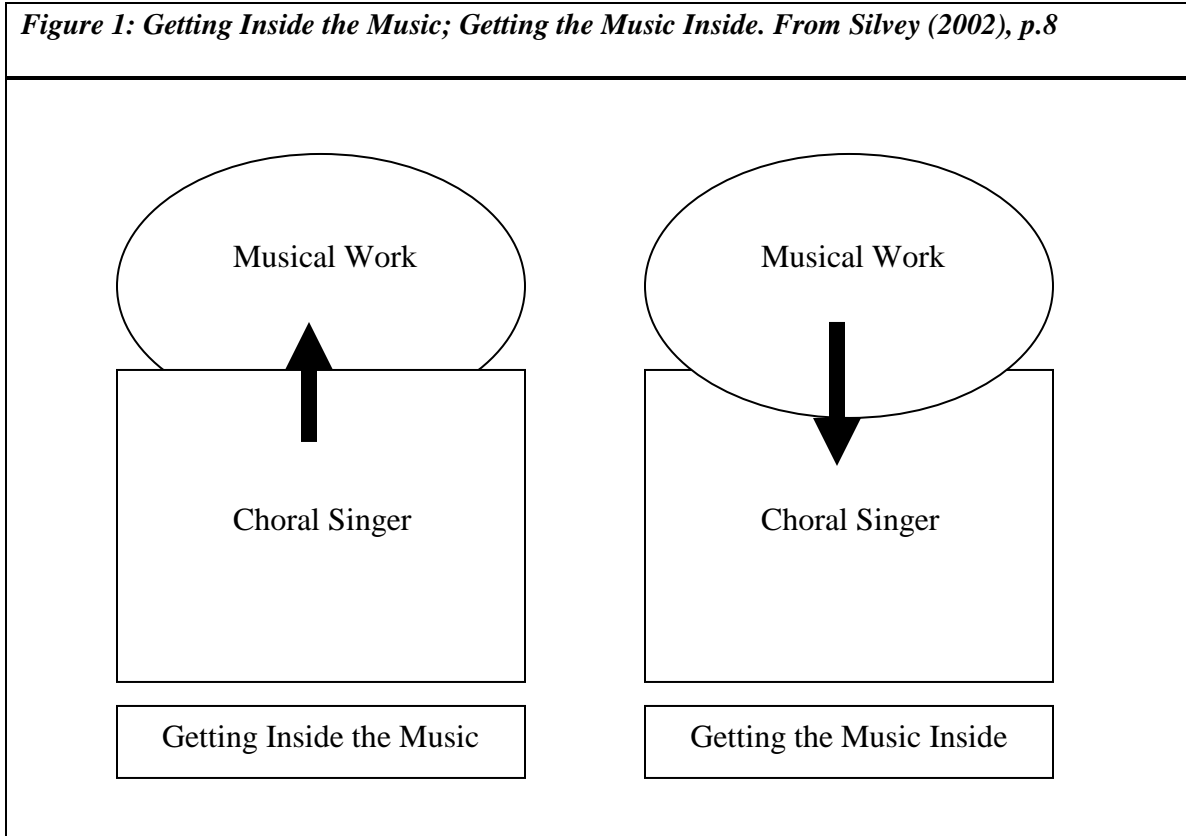 Figure 1: Getting Inside the Music; Getting the Music Inside. From Silvey (2002), p.8
Musical Work
Choral Singer
Getting Inside the Music
Musical Work
Choral Singer
Getting the Music Inside